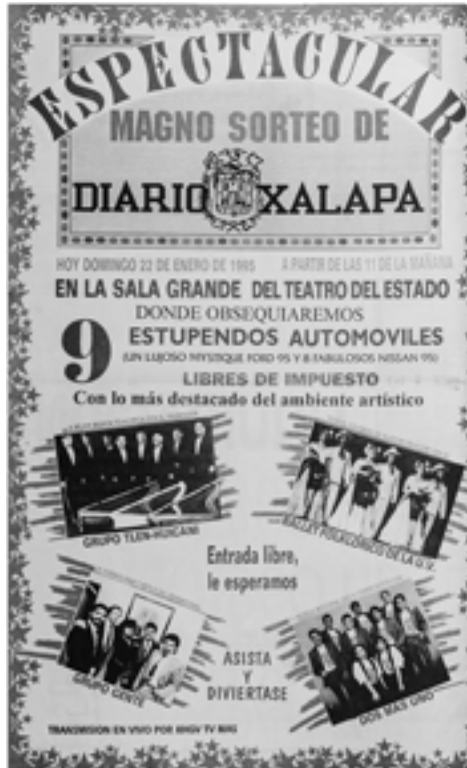 ESPECTACULAR
MAGNO SORTEO DE
DIARIO XALAPA
HOY DOMINGO 22 DE ENERO DE 1995 A PARTIR DE LAS 11 DE LA MAÑANA
EN LA SALA GRANDE DEL TEATRO DEL ESTADO
DONDE OBSEQUIAREMOS
9 ESTUPENDOS AUTOMOVILES
(UN LUJOSO MYSTIQUE FORD 95 Y 8 FABULOSOS NISSAN 95)
LIBRES DE IMPUESTO
Con lo más destacado del ambiente artístico
GRUPO TLEN-HUICANI
BALLET FOLKLORICO DE LA U.V.
Entrada libre,
le esperamos
GRUPO GENTE
ASISTA
Y
DIVIERTASE
DOS MAS UNO
TRANSMISION EN VIVO POR XHGV TV MAS